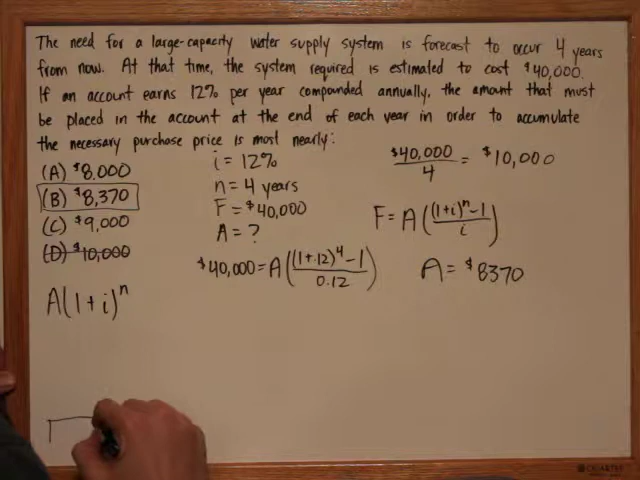 The need for a large-capacity water supply system is forecast to occur 4 years
from now. At that time, the system required is estimated to cost $40,000.
If an account earns 12% per year compounded annually, the amount that must
be placed in the account at the end of each year in order to accumulate
the necessary purchase price is most nearly:
(A) $8,000
(B) $8,370
(C) $9,000
(D) $10,000
i = 12%
n = 4 years
F = $40,000
A = ?
$40,000/4 = $10,000
F = A(((1+i)^n - 1)/i)
$40,000 = A(((1+.12)^4 - 1)/0.12)
A = $8370
A(1+i)^n